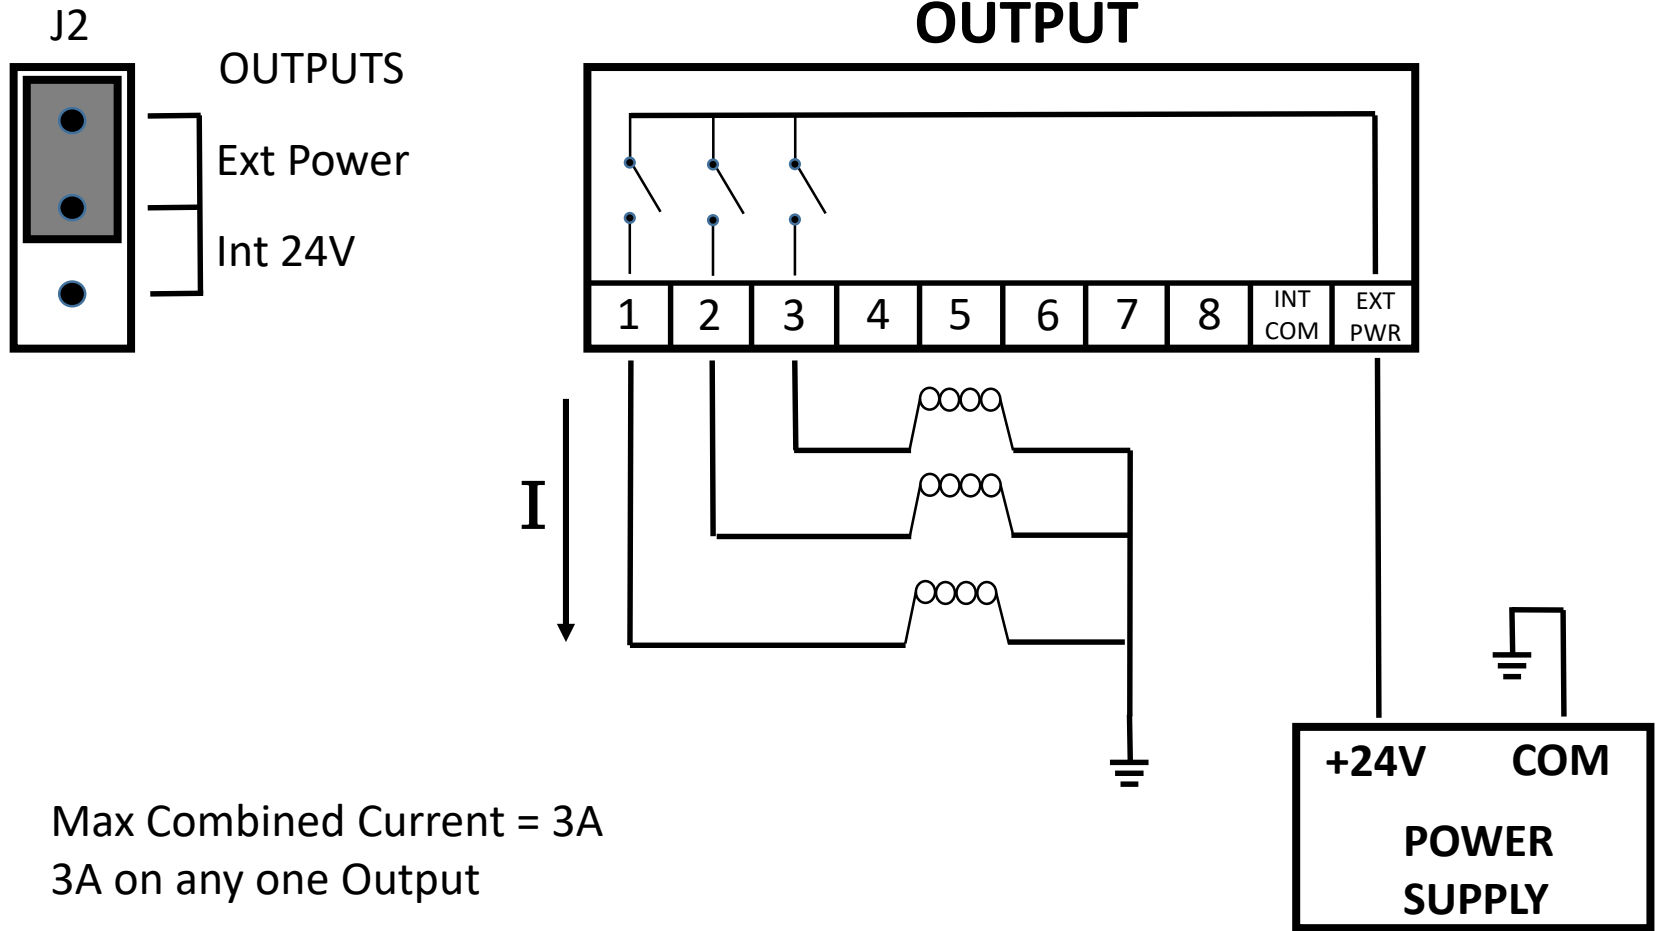 J2
OUTPUTS
Ext Power
Int 24V
OUTPUT
1 2 3 4 5 6 7 8 INT COM EXT PWR
I
+24V COM
POWER
SUPPLY
Max Combined Current = 3A
3A on any one Output